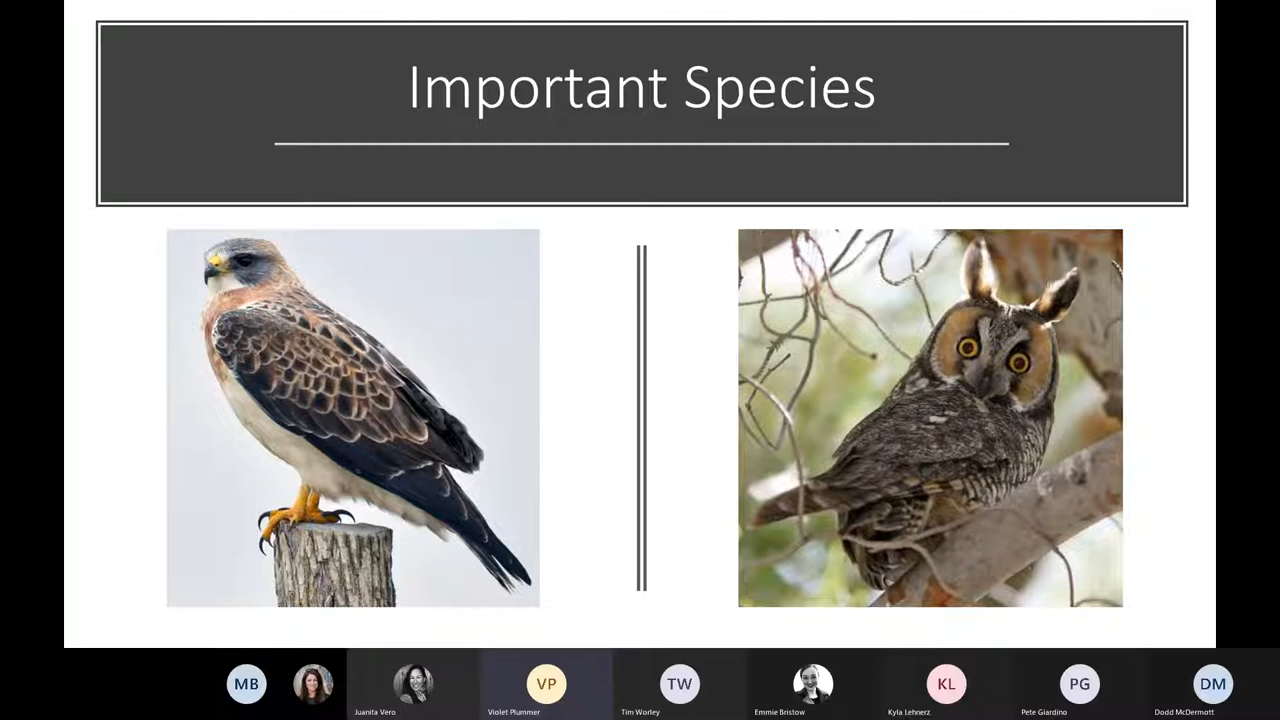 Important Species
MB
VP
TW
KL
PG
DM
Juanita Vero
Violet Plummer
Tim Worley
Emmie Bristow
Kyla Lehnerz
Pete Giardino
Dodd McDermott